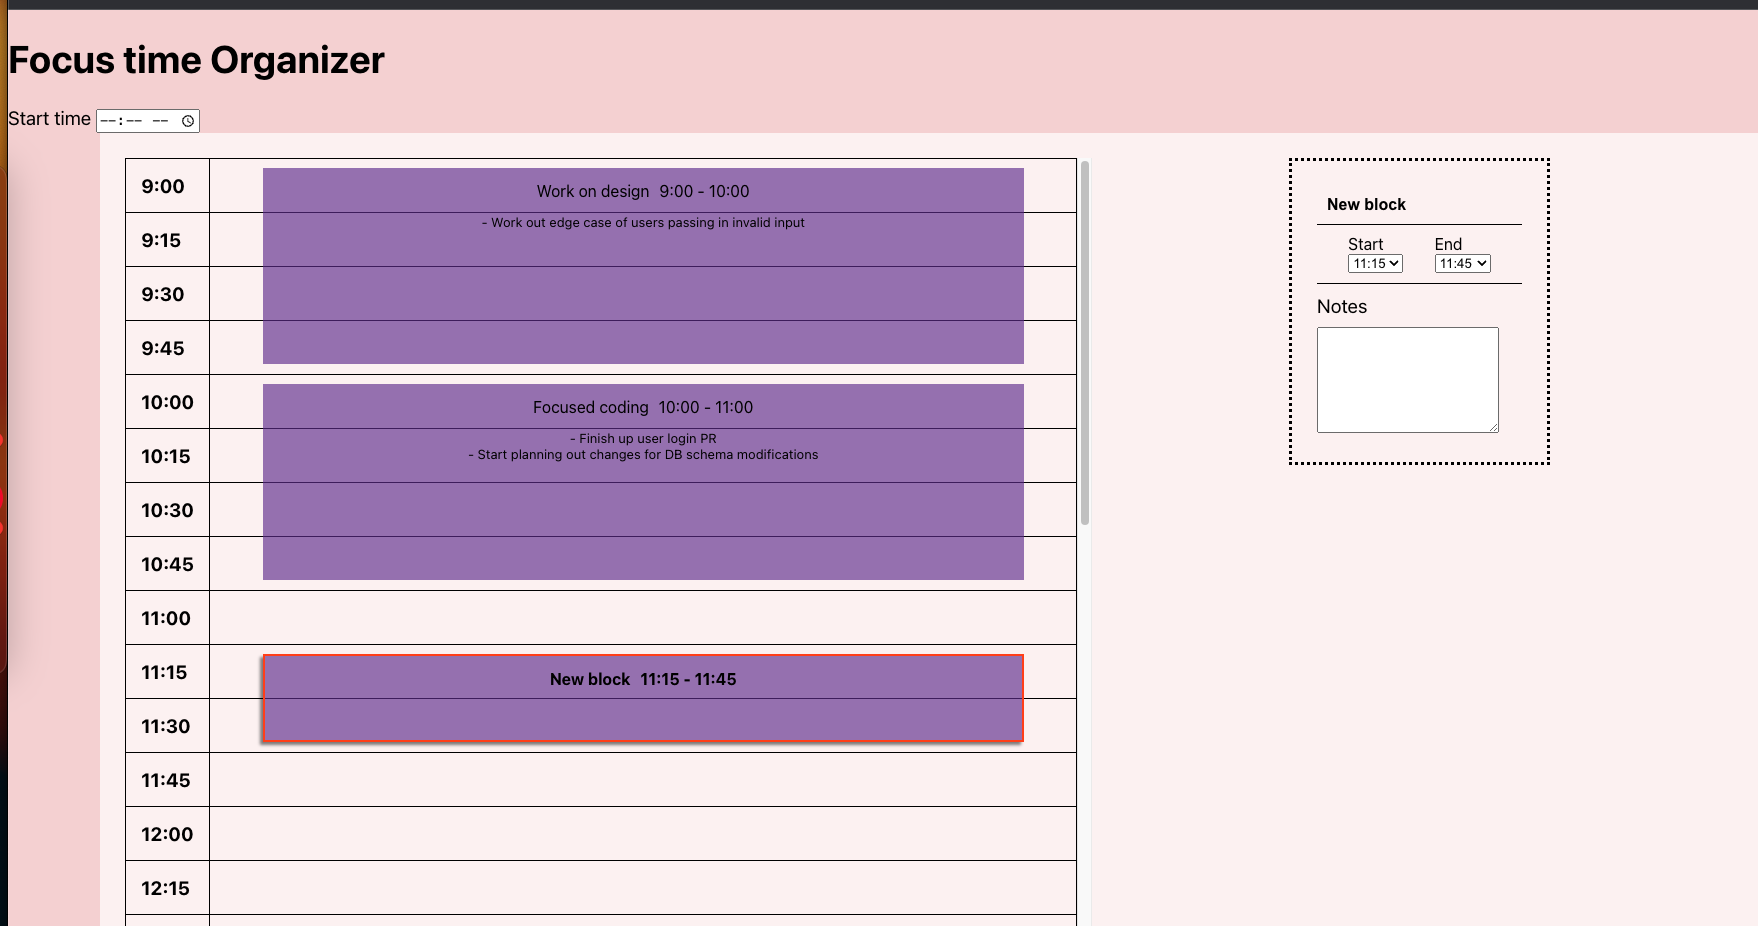 Focus time Organizer
Start time --:-- --
9:00
Work on design 9:00 - 10:00
- Work out edge case of users passing in invalid input
9:15
9:30
9:45
10:00
Focused coding 10:00 - 11:00
- Finish up user login PR
10:15
- Start planning out changes for DB schema modifications
10:30
10:45
11:00
11:15
New block 11:15 - 11:45
11:30
11:45
12:00
12:15
New block
Start End
11:15 11:45
Notes